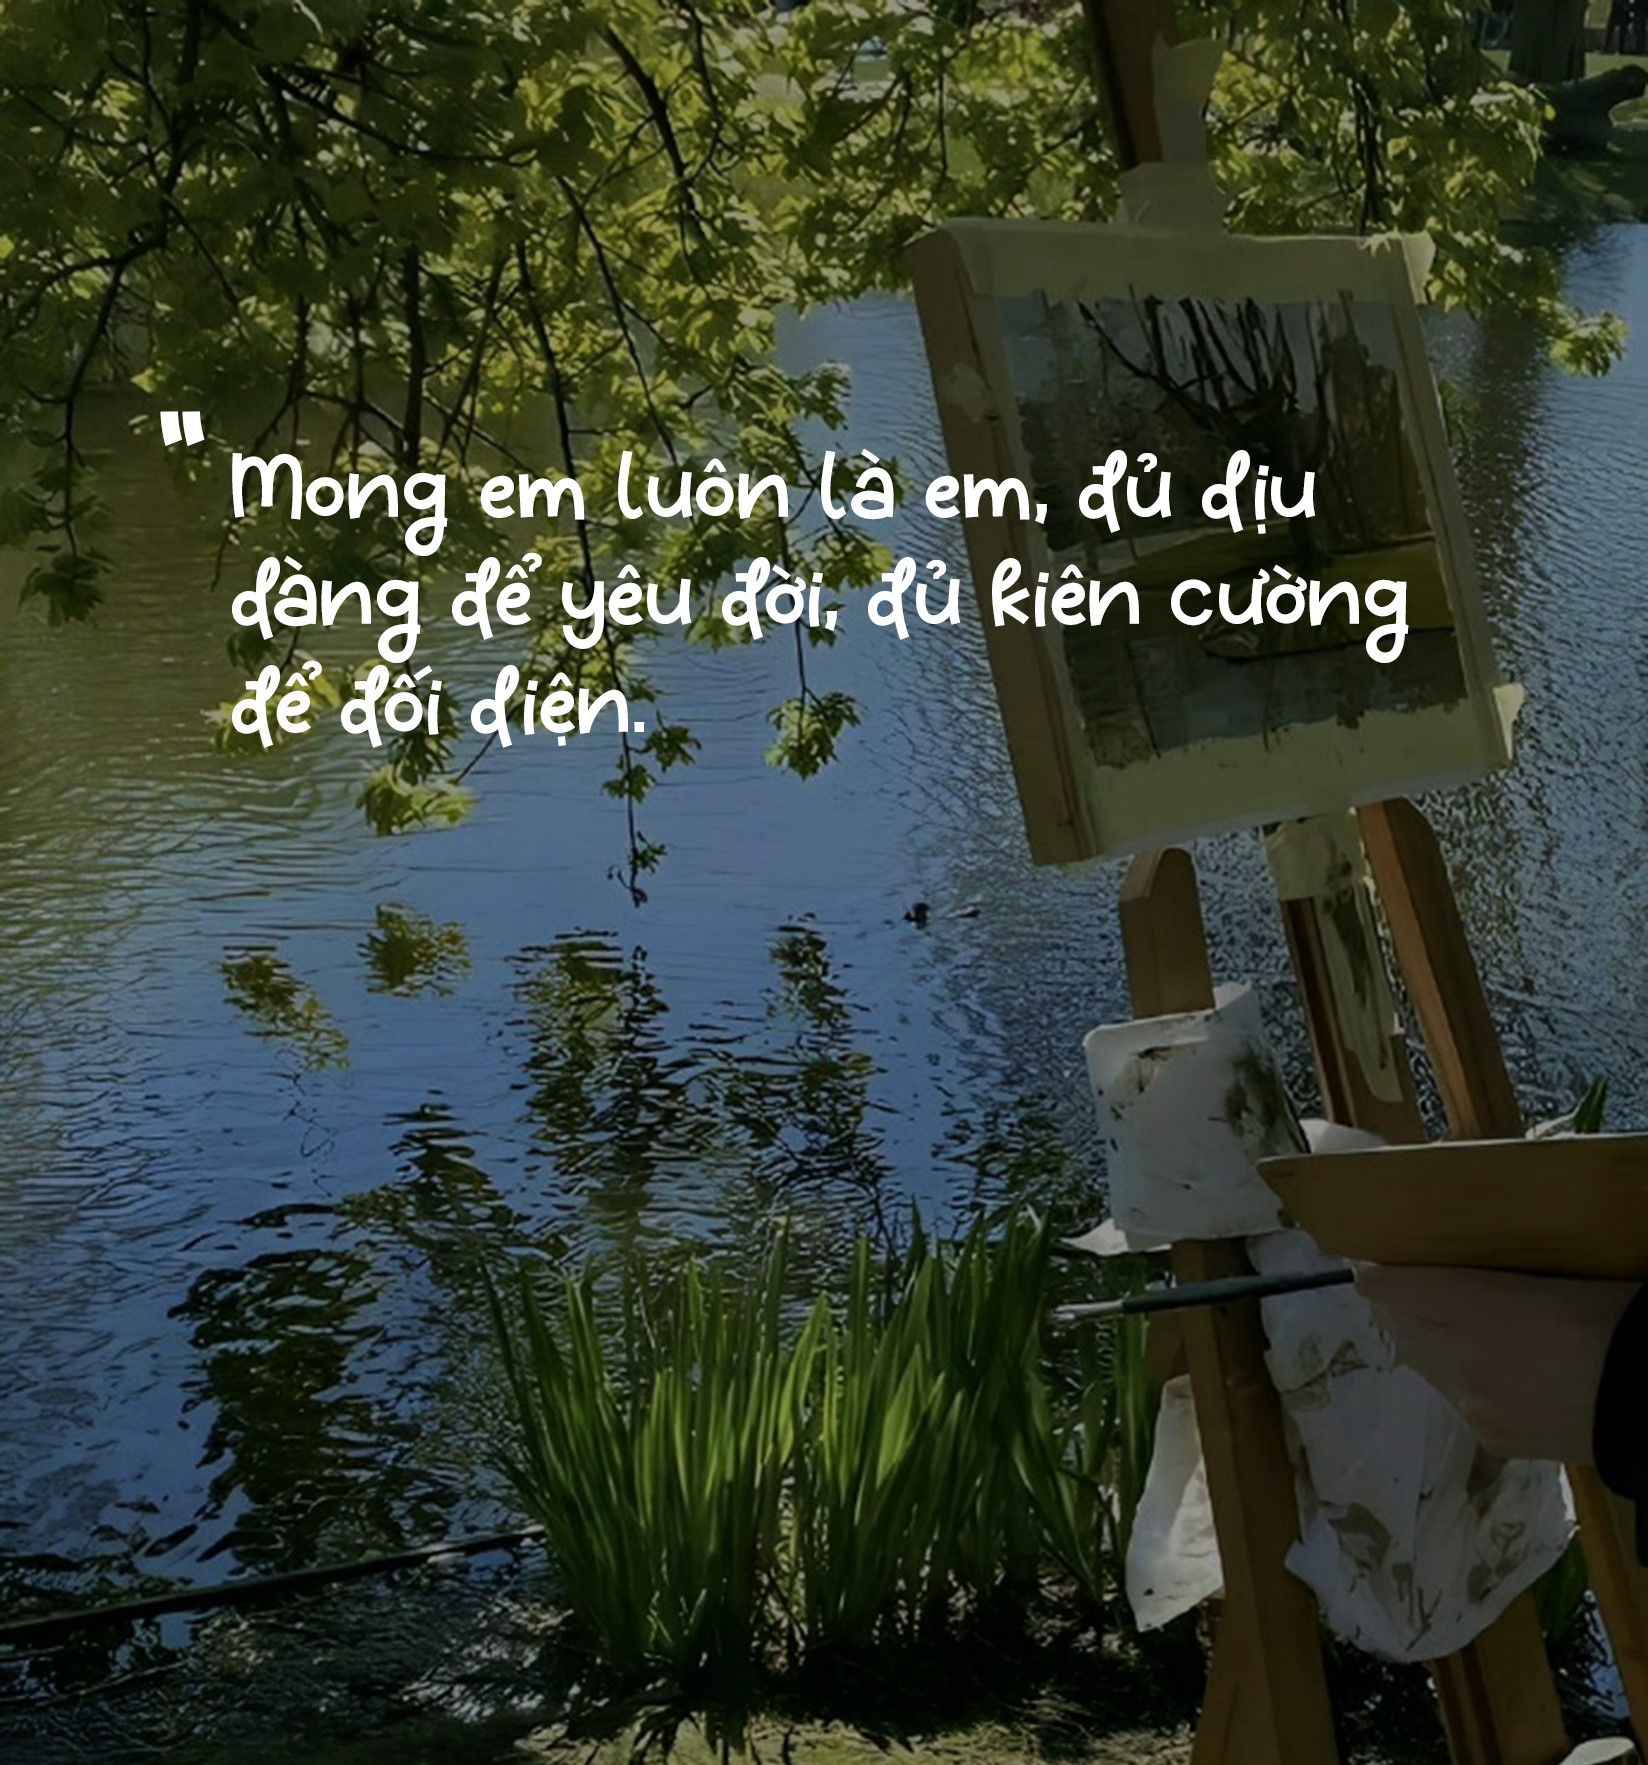 "Mong em luôn là em, đủ dịu
dàng để yêu đời, đủ kiên cường
để đối diện.